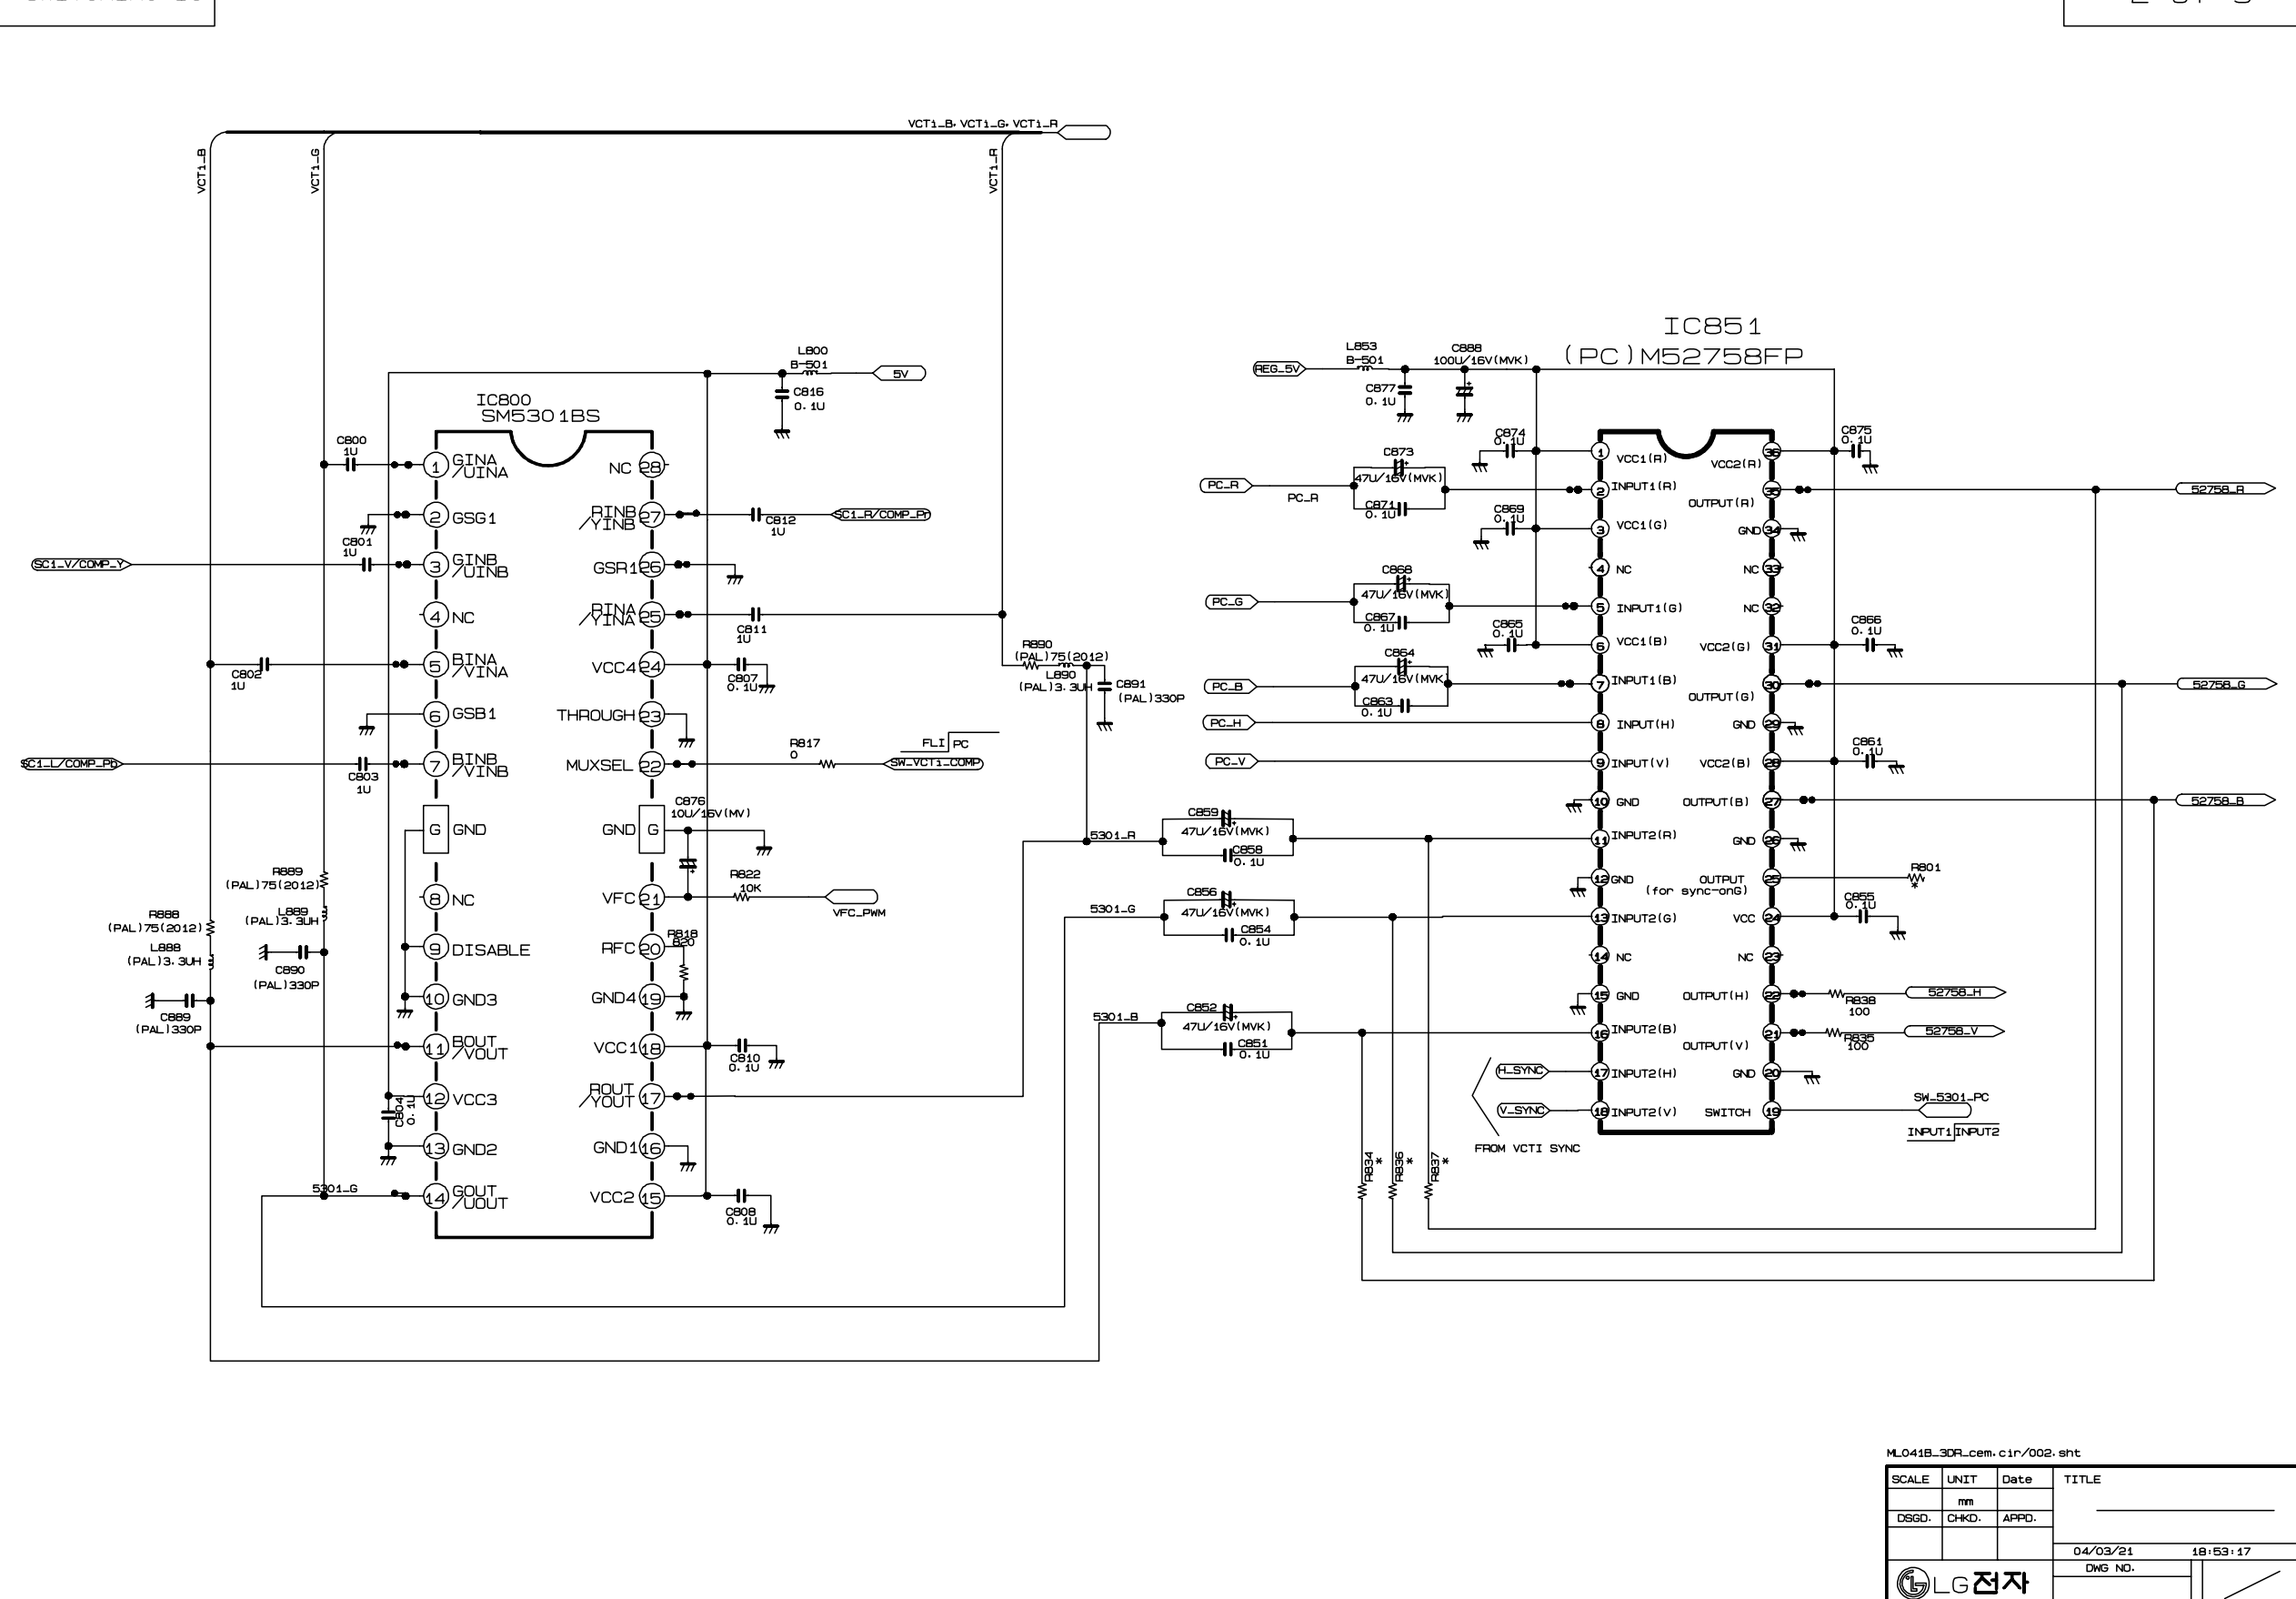 VCTi_B, VCTi_G, VCTi_R
VCTi_B
VCTi_G
VCTi_R
L800
B-501
5V
C816
0.1U
IC800
SM5301BS
C800
1U
1 GINA/UINA
2 GSG1
C801
1U
SC1_V/COMP_Y
3 GINB/UINB
4 NC
C802
1U
5 BINA/VINA
6 GSB1
SC1_L/COMP_Pb
C803
1U
7 BINB/VINB
G GND
8 NC
9 DISABLE
10 GND3
11 BOUT/VOUT
12 VCC3
C804
0.1U
13 GND2
5301_G
14 GOUT/UOUT
NC 28
RINB/YINB 27
C812
1U
SC1_R/COMP_Pr
GSR1 26
RINA/YINA 25
C811
1U
VCC4 24
C807
0.1U
THROUGH 23
MUXSEL 22
R817
0
FLI PC
SW_VCTi_COMP
C876
10U/16V(MV)
GND G
VFC 21
R822
10K
VFC_PWM
RFC 20
R818
820
GND4 19
VCC1 18
C810
0.1U
ROUT/YOUT 17
GND1 16
VCC2 15
C808
0.1U
R889
(PAL)75(2012)
L889
(PAL)3.3UH
C890
(PAL)330P
R888
(PAL)75(2012)
L888
(PAL)3.3UH
C889
(PAL)330P
R890
(PAL)75(2012)
L890
(PAL)3.3UH
C891
(PAL)330P
IC851
(PC)M52758FP
REG_5V
L853
B-501
C877
0.1U
C888
100U/16V(MVK)
C874
0.1U
C875
0.1U
PC_R
PC_R
C873
47U/16V(MVK)
C871
0.1U
C869
0.1U
PC_G
C868
47U/16V(MVK)
C867
0.1U
C865
0.1U
C866
0.1U
PC_B
C864
47U/16V(MVK)
C863
0.1U
PC_H
PC_V
C861
0.1U
5301_R
C859
47U/16V(MVK)
C858
0.1U
5301_G
C856
47U/16V(MVK)
C854
0.1U
5301_B
C852
47U/16V(MVK)
C851
0.1U
1 VCC1(R)
2 INPUT1(R)
3 VCC1(G)
4 NC
5 INPUT1(G)
6 VCC1(B)
7 INPUT1(B)
8 INPUT(H)
9 INPUT(V)
10 GND
11 INPUT2(R)
12 GND
13 INPUT2(G)
14 NC
15 GND
16 INPUT2(B)
17 INPUT2(H)
18 INPUT2(V)
VCC2(R) 36
OUTPUT(R) 35
GND 34
NC 33
NC 32
VCC2(G) 31
OUTPUT(G) 30
GND 29
VCC2(B) 28
OUTPUT(B) 27
GND 26
OUTPUT 25
(for sync-onG)
VCC 24
NC 23
OUTPUT(H) 22
OUTPUT(V) 21
GND 20
SWITCH 19
52758_R
52758_G
52758_B
R801
*
C855
0.1U
R838
100
52758_H
R835
100
52758_V
SW_5301_PC
INPUT1 INPUT2
H_SYNC
V_SYNC
FROM VCTI SYNC
R834 *
R836 *
R837 *
ML041B_3DR_cem.cir/002.sht
SCALE UNIT Date TITLE
mm
DSGD. CHKD. APPD.
04/03/21 18:53:17
DWG NO.
LG전자